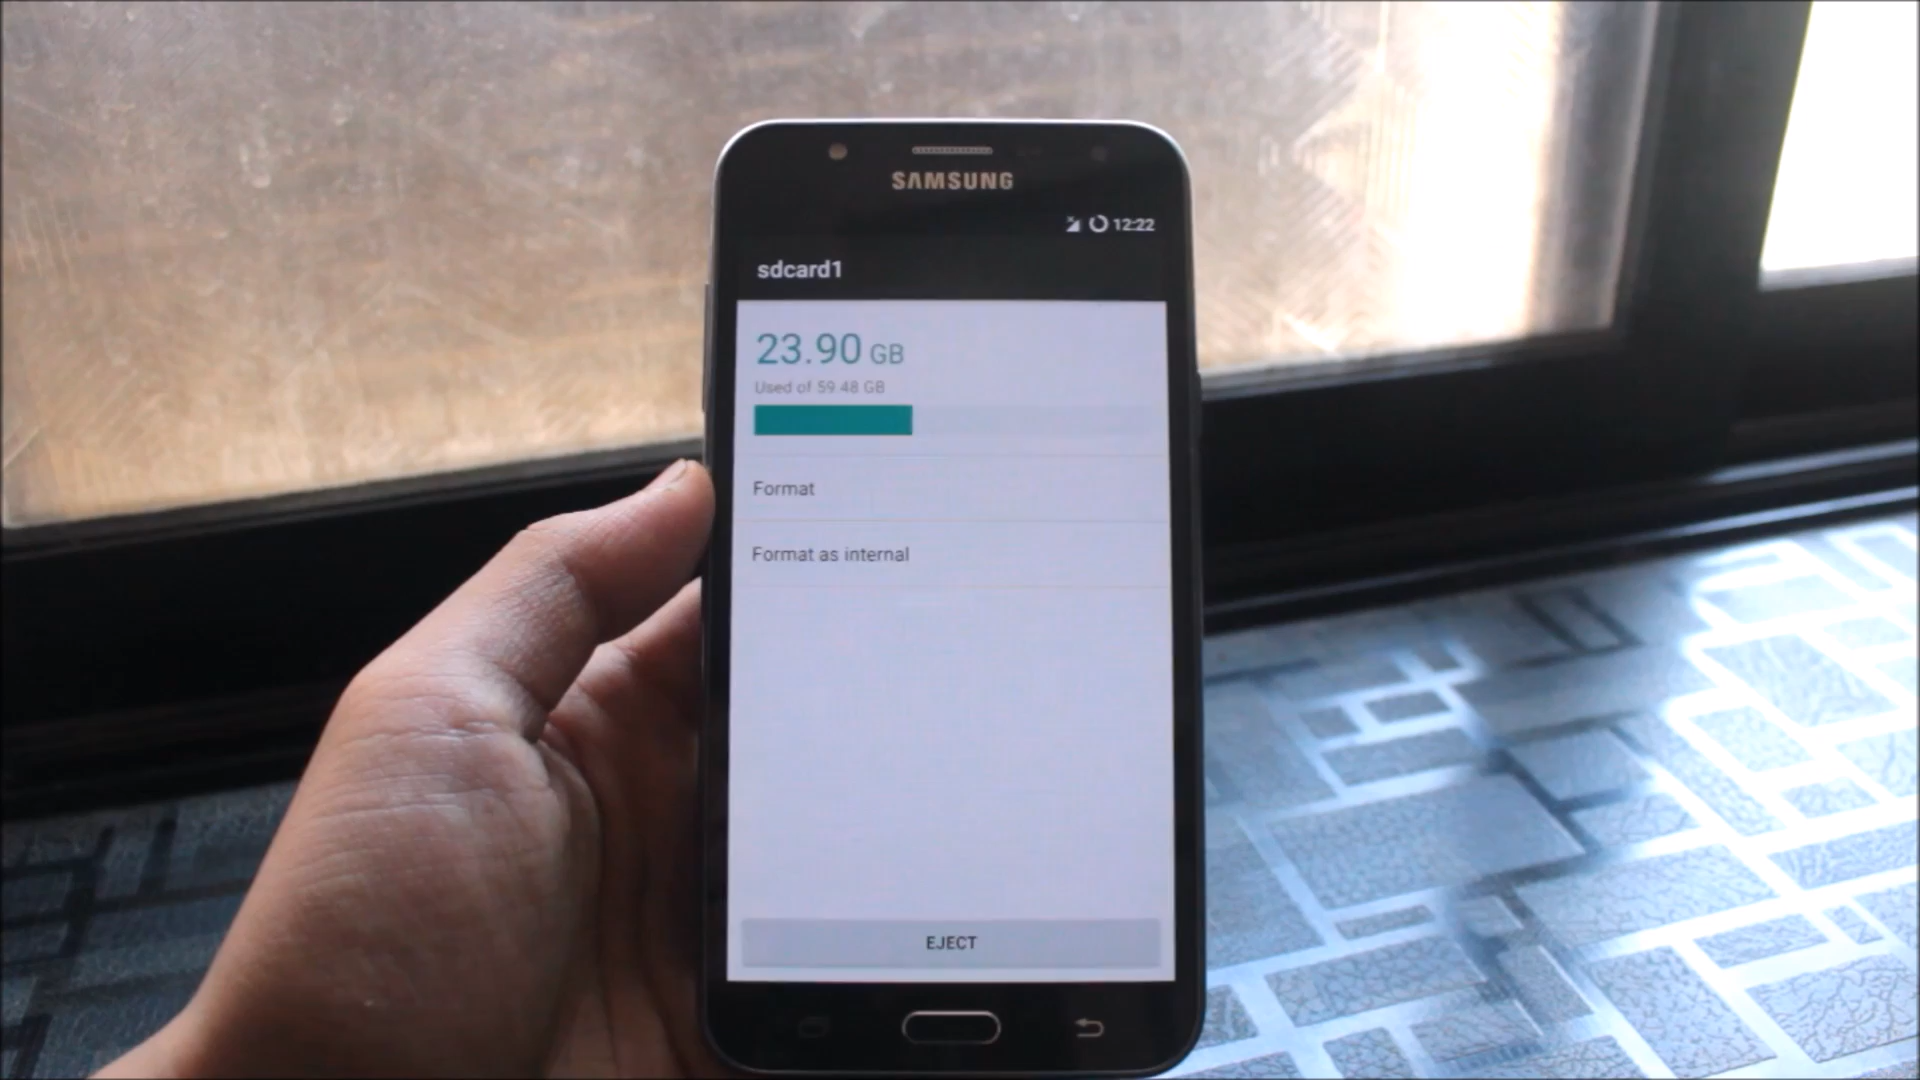 SAMSUNG
12:22
sdcard1
23.90 GB
Used of 59.48 GB
Format
Format as internal
EJECT